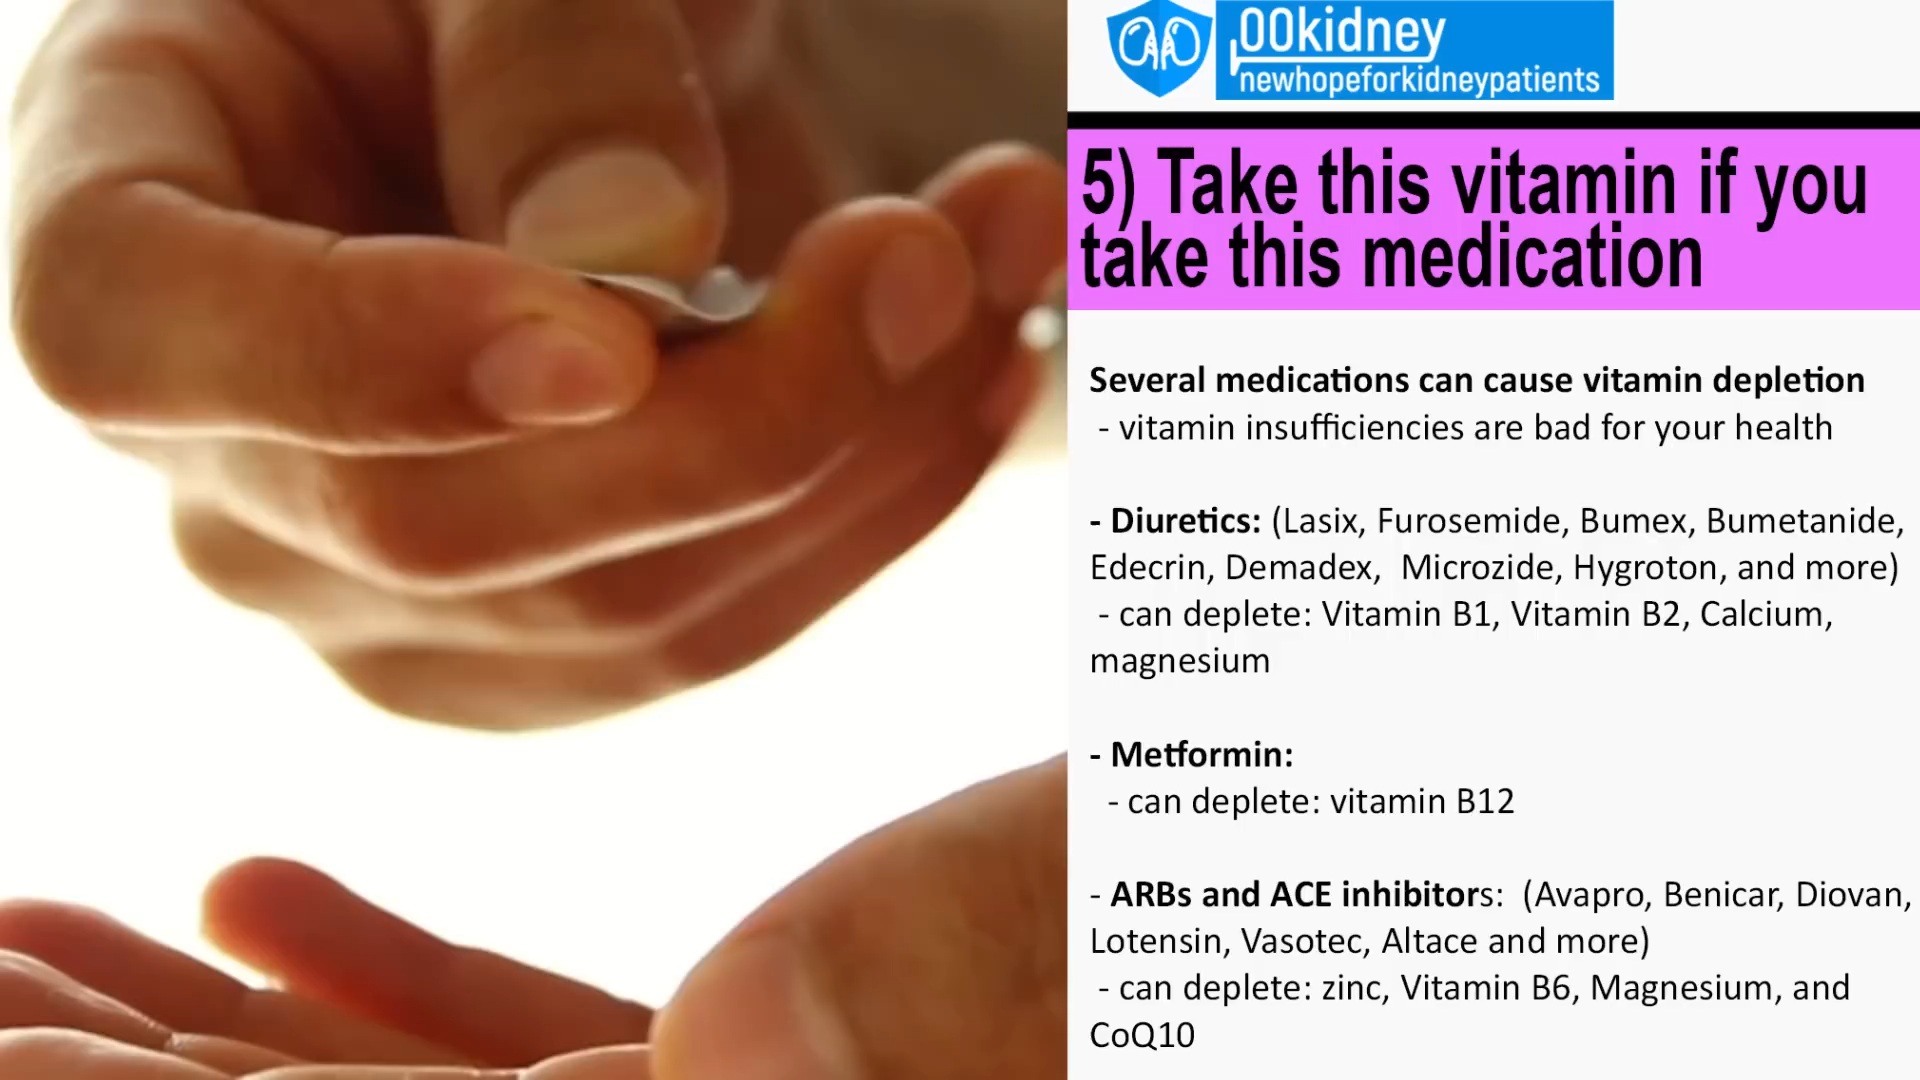 00kidney
newhopeforkidneypatients
5) Take this vitamin if you
take this medication
Several medications can cause vitamin depletion
- vitamin insufficiencies are bad for your health
- Diuretics: (Lasix, Furosemide, Bumex, Bumetanide,
Edecrin, Demadex, Microzide, Hygroton, and more)
- can deplete: Vitamin B1, Vitamin B2, Calcium,
magnesium
- Metformin:
- can deplete: vitamin B12
- ARBs and ACE inhibitors: (Avapro, Benicar, Diovan,
Lotensin, Vasotec, Altace and more)
- can deplete: zinc, Vitamin B6, Magnesium, and
CoQ10